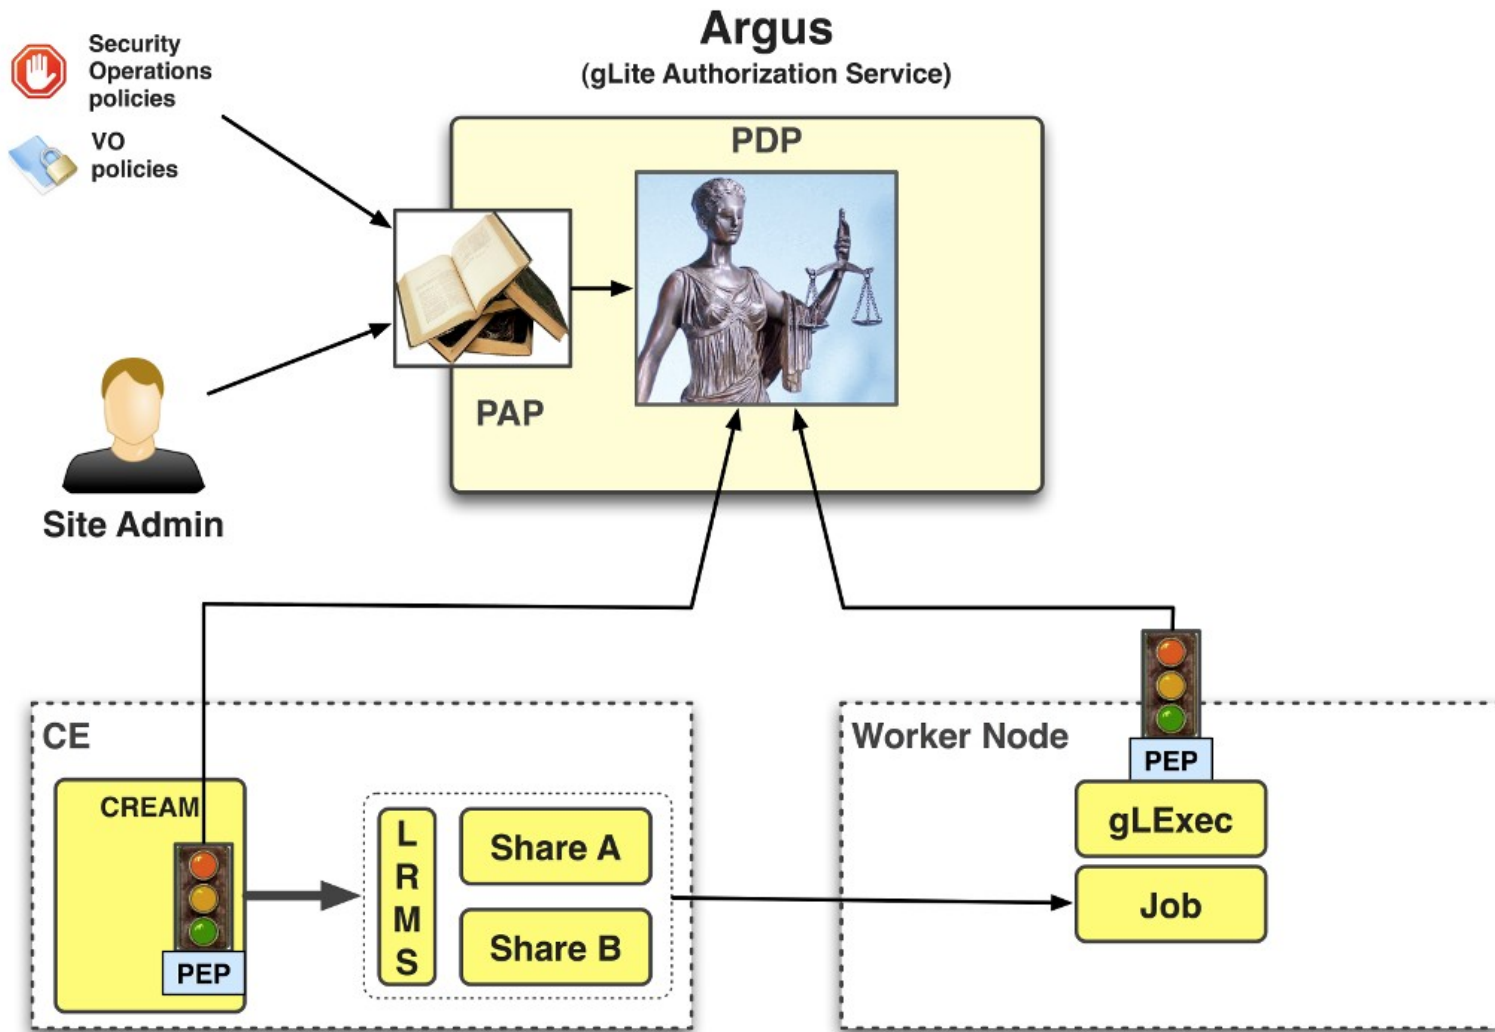 Argus
(gLite Authorization Service)
Security
Operations
policies
VO
policies
PDP
PAP
Site Admin
CE
CREAM
PEP
L
R
M
S
Share A
Share B
Worker Node
PEP
gLExec
Job